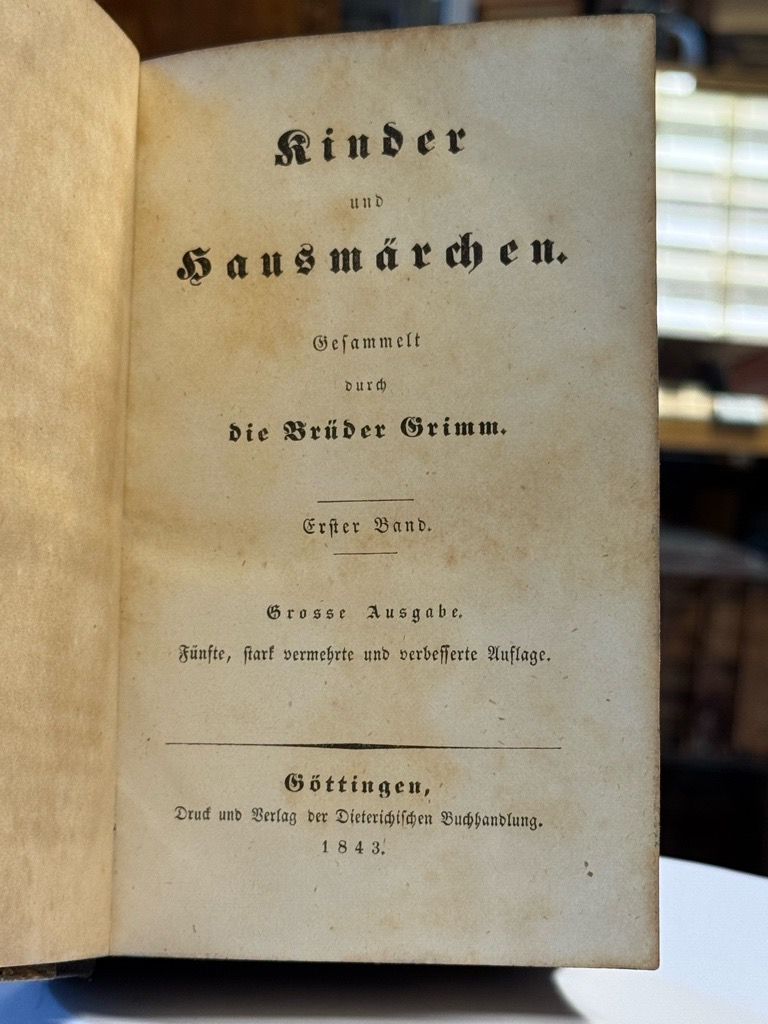 Kinder
und
Hausmärchen.
Geſammelt
durch
die Brüder Grimm.
Erſter Band.
Grosse Ausgabe.
Fünfte, ſtark vermehrte und verbeſſerte Auflage.
Göttingen,
Druck und Verlag der Dieterichiſchen Buchhandlung.
1843.